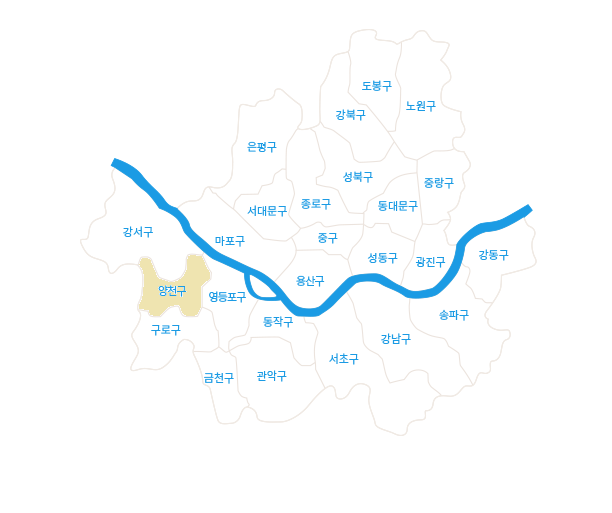 도봉구
노원구
강북구
은평구
성북구
중랑구
종로구
서대문구
동대문구
강서구
마포구
중구
성동구
광진구
강동구
용산구
양천구
영등포구
동작구
송파구
구로구
강남구
서초구
금천구
관악구